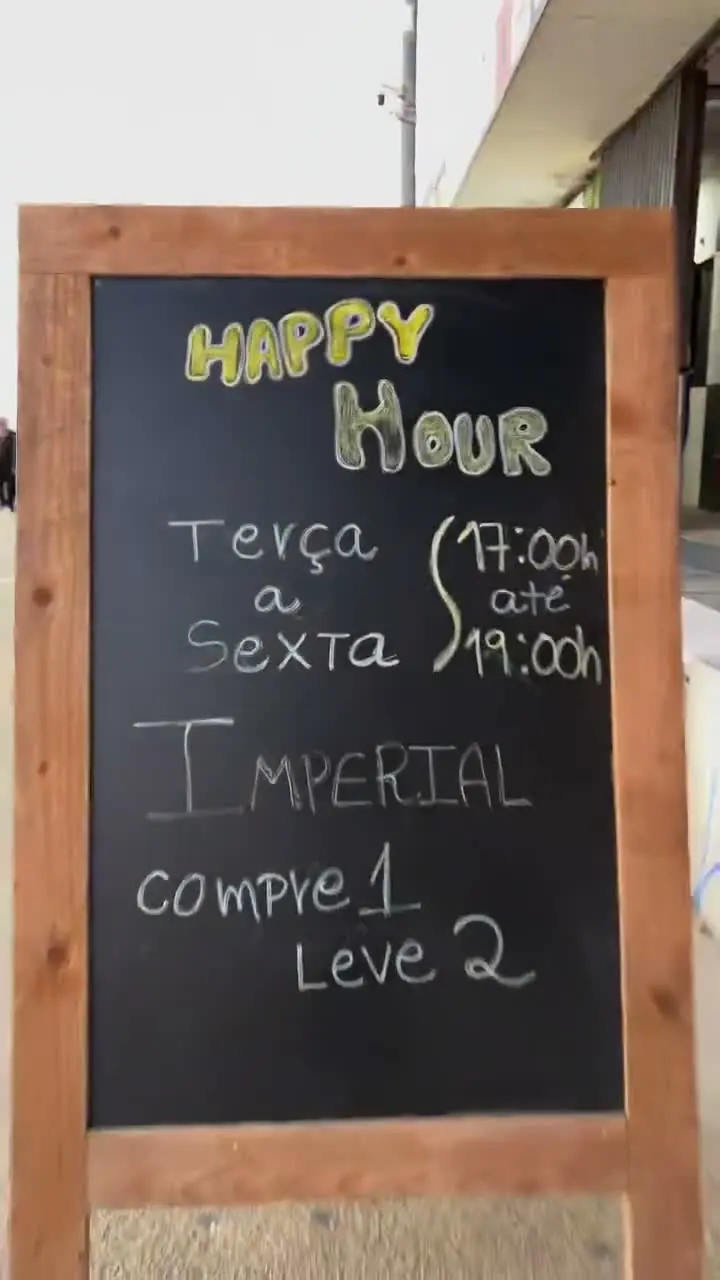 HAPPY
HOUR
Terça
a
Sexta
17:00h
até
19:00h
IMPERIAL
compre 1
Leve 2